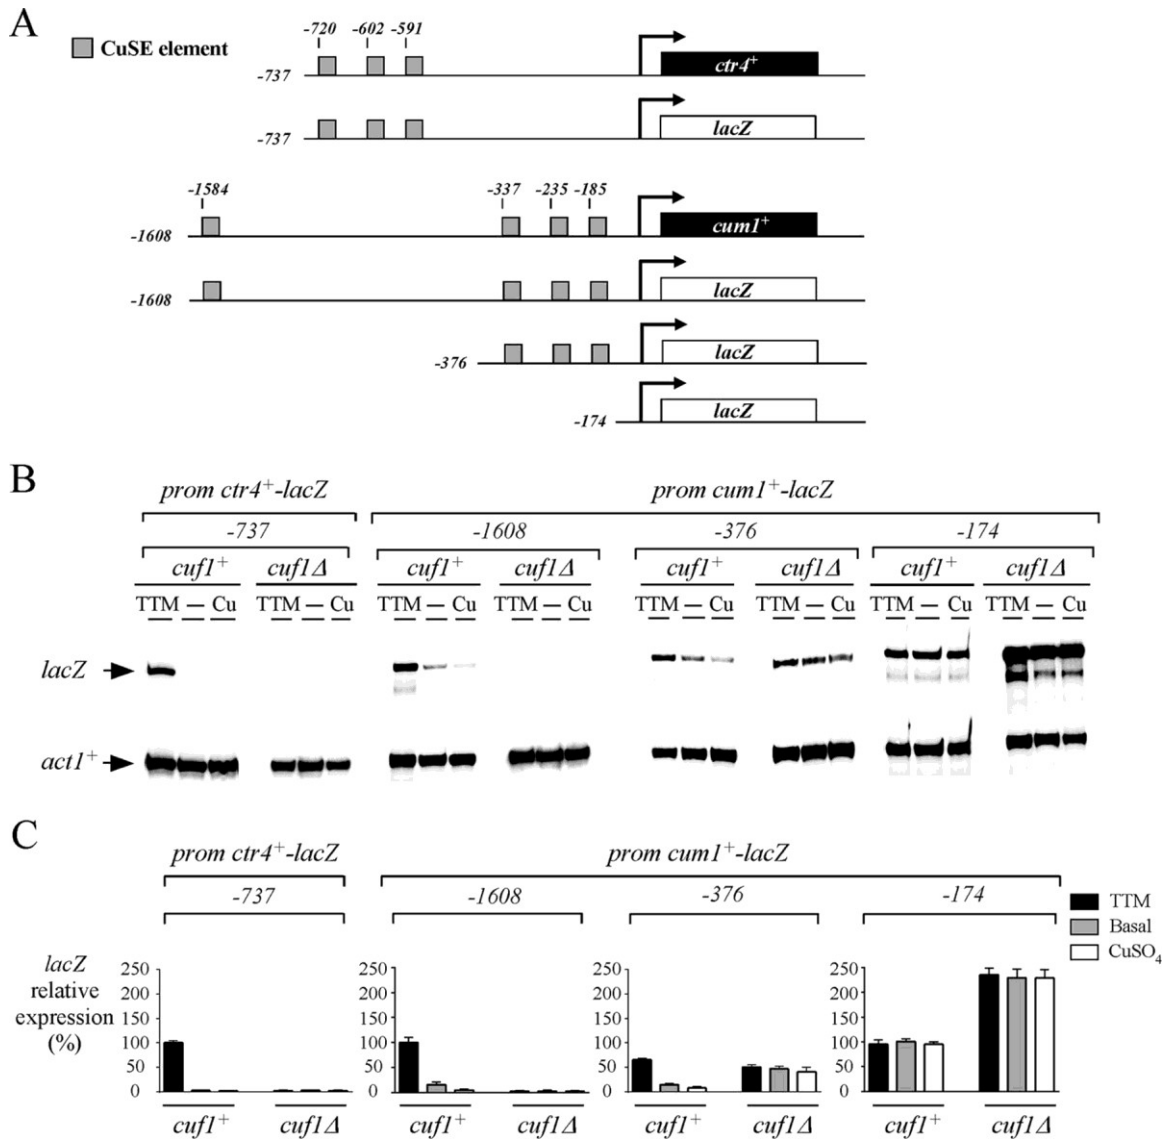 A
CuSE element
-720 -602 -591
-737 ctr4+
-737 lacZ
-1584 -337 -235 -185
-1608 cum1+
-1608 lacZ
-376 lacZ
-174 lacZ
B
prom ctr4+-lacZ prom cum1+-lacZ
-737 -1608 -376 -174
cuf1+ cuf1Δ cuf1+ cuf1Δ cuf1+ cuf1Δ cuf1+ cuf1Δ
TTM — Cu TTM — Cu TTM — Cu TTM — Cu TTM — Cu TTM — Cu TTM — Cu TTM — Cu
lacZ
act1+
C
prom ctr4+-lacZ prom cum1+-lacZ
-737 -1608 -376 -174
TTM
Basal
CuSO4
lacZ
relative
expression
(%)
250 250 250 250
200 200 200 200
150 150 150 150
100 100 100 100
50 50 50 50
0 0 0 0
cuf1+ cuf1Δ cuf1+ cuf1Δ cuf1+ cuf1Δ cuf1+ cuf1Δ